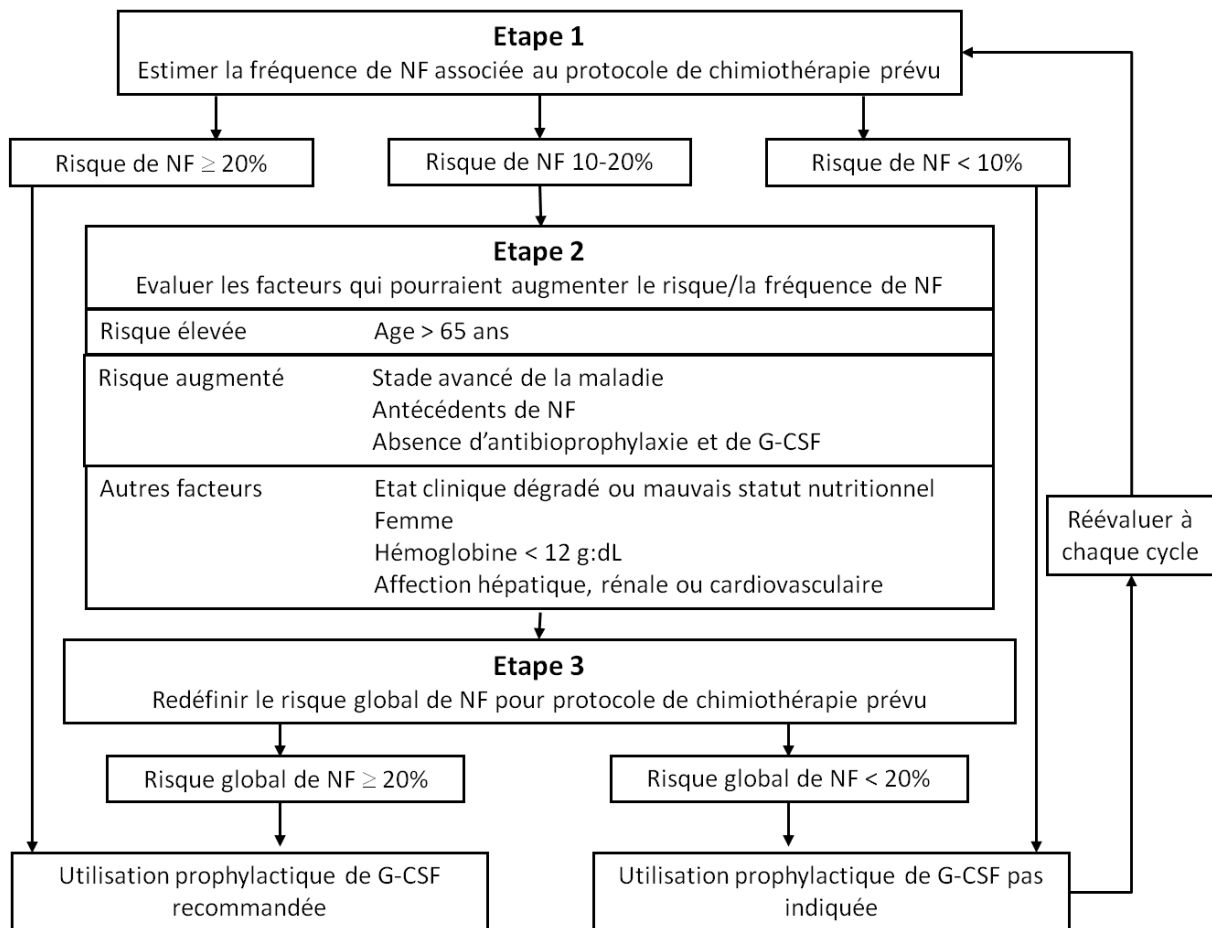 Etape 1
Estimer la fréquence de NF associée au protocole de chimiothérapie prévu
Risque de NF ≥ 20%
Risque de NF 10-20%
Risque de NF < 10%
Etape 2
Evaluer les facteurs qui pourraient augmenter le risque/la fréquence de NF
Risque élevée
Age > 65 ans
Risque augmenté
Stade avancé de la maladie
Antécédents de NF
Absence d’antibioprophylaxie et de G-CSF
Autres facteurs
Etat clinique dégradé ou mauvais statut nutritionnel
Femme
Hémoglobine < 12 g:dL
Affection hépatique, rénale ou cardiovasculaire
Réévaluer à
chaque cycle
Etape 3
Redéfinir le risque global de NF pour protocole de chimiothérapie prévu
Risque global de NF ≥ 20%
Risque global de NF < 20%
Utilisation prophylactique de G-CSF
recommandée
Utilisation prophylactique de G-CSF pas
indiquée